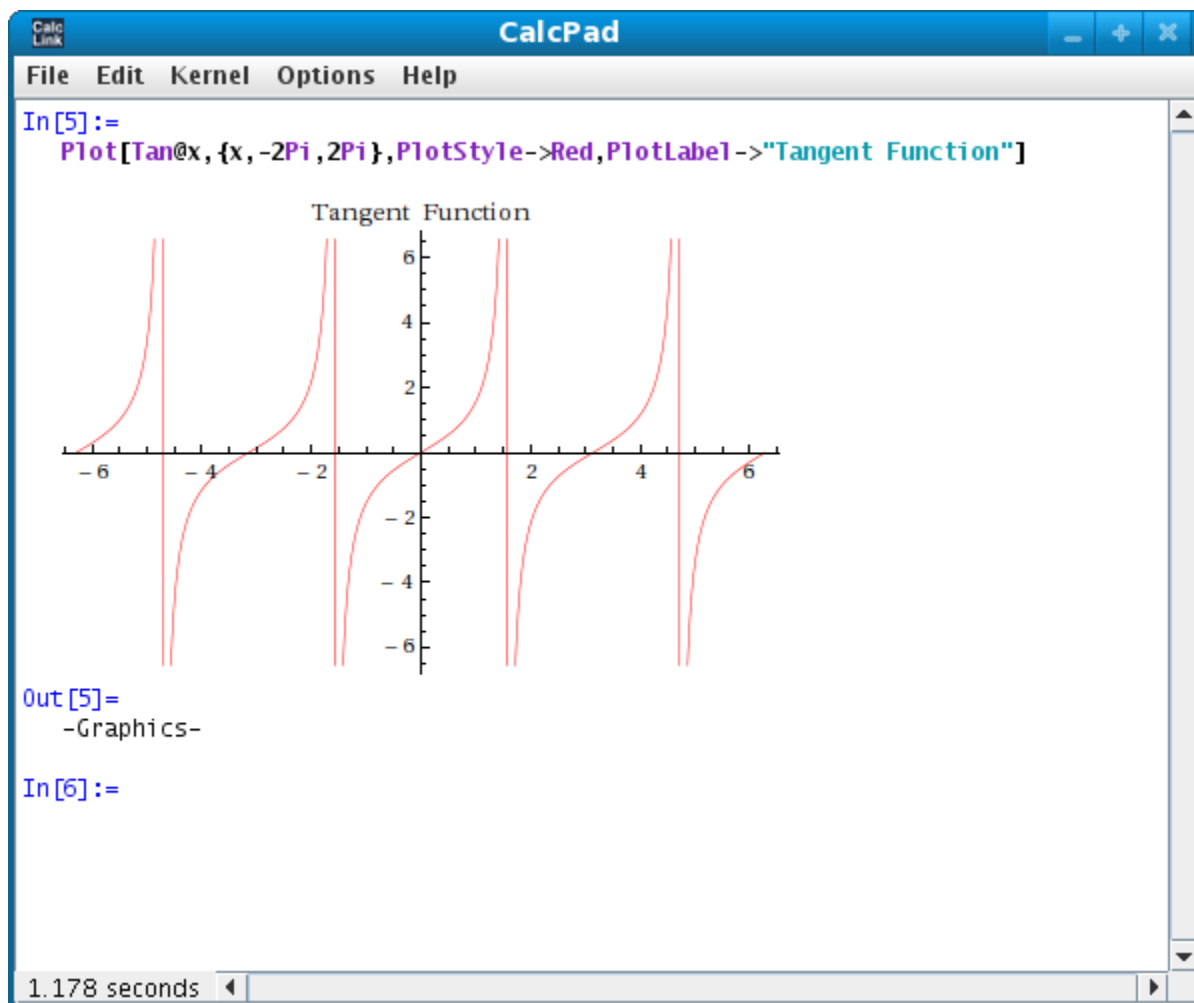 Calc
Link
CalcPad
File Edit Kernel Options Help
In[5]:=
Plot[Tan@x,{x,-2Pi,2Pi},PlotStyle->Red,PlotLabel->"Tangent Function"]
Tangent Function
6
4
2
-6 -4 -2 2 4 6
-2
-4
-6
Out[5]=
-Graphics-
In[6]:=
1.178 seconds